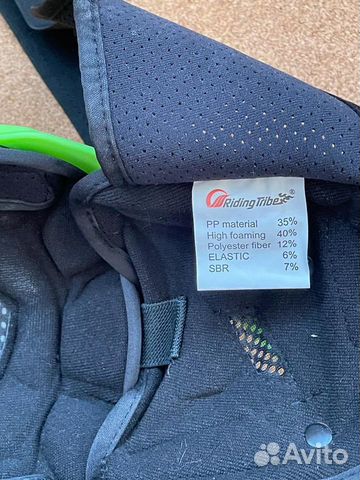 RidingTribe®
PP material 35%
High foaming 40%
Polyester fiber 12%
ELASTIC 6%
SBR 7%
Avito